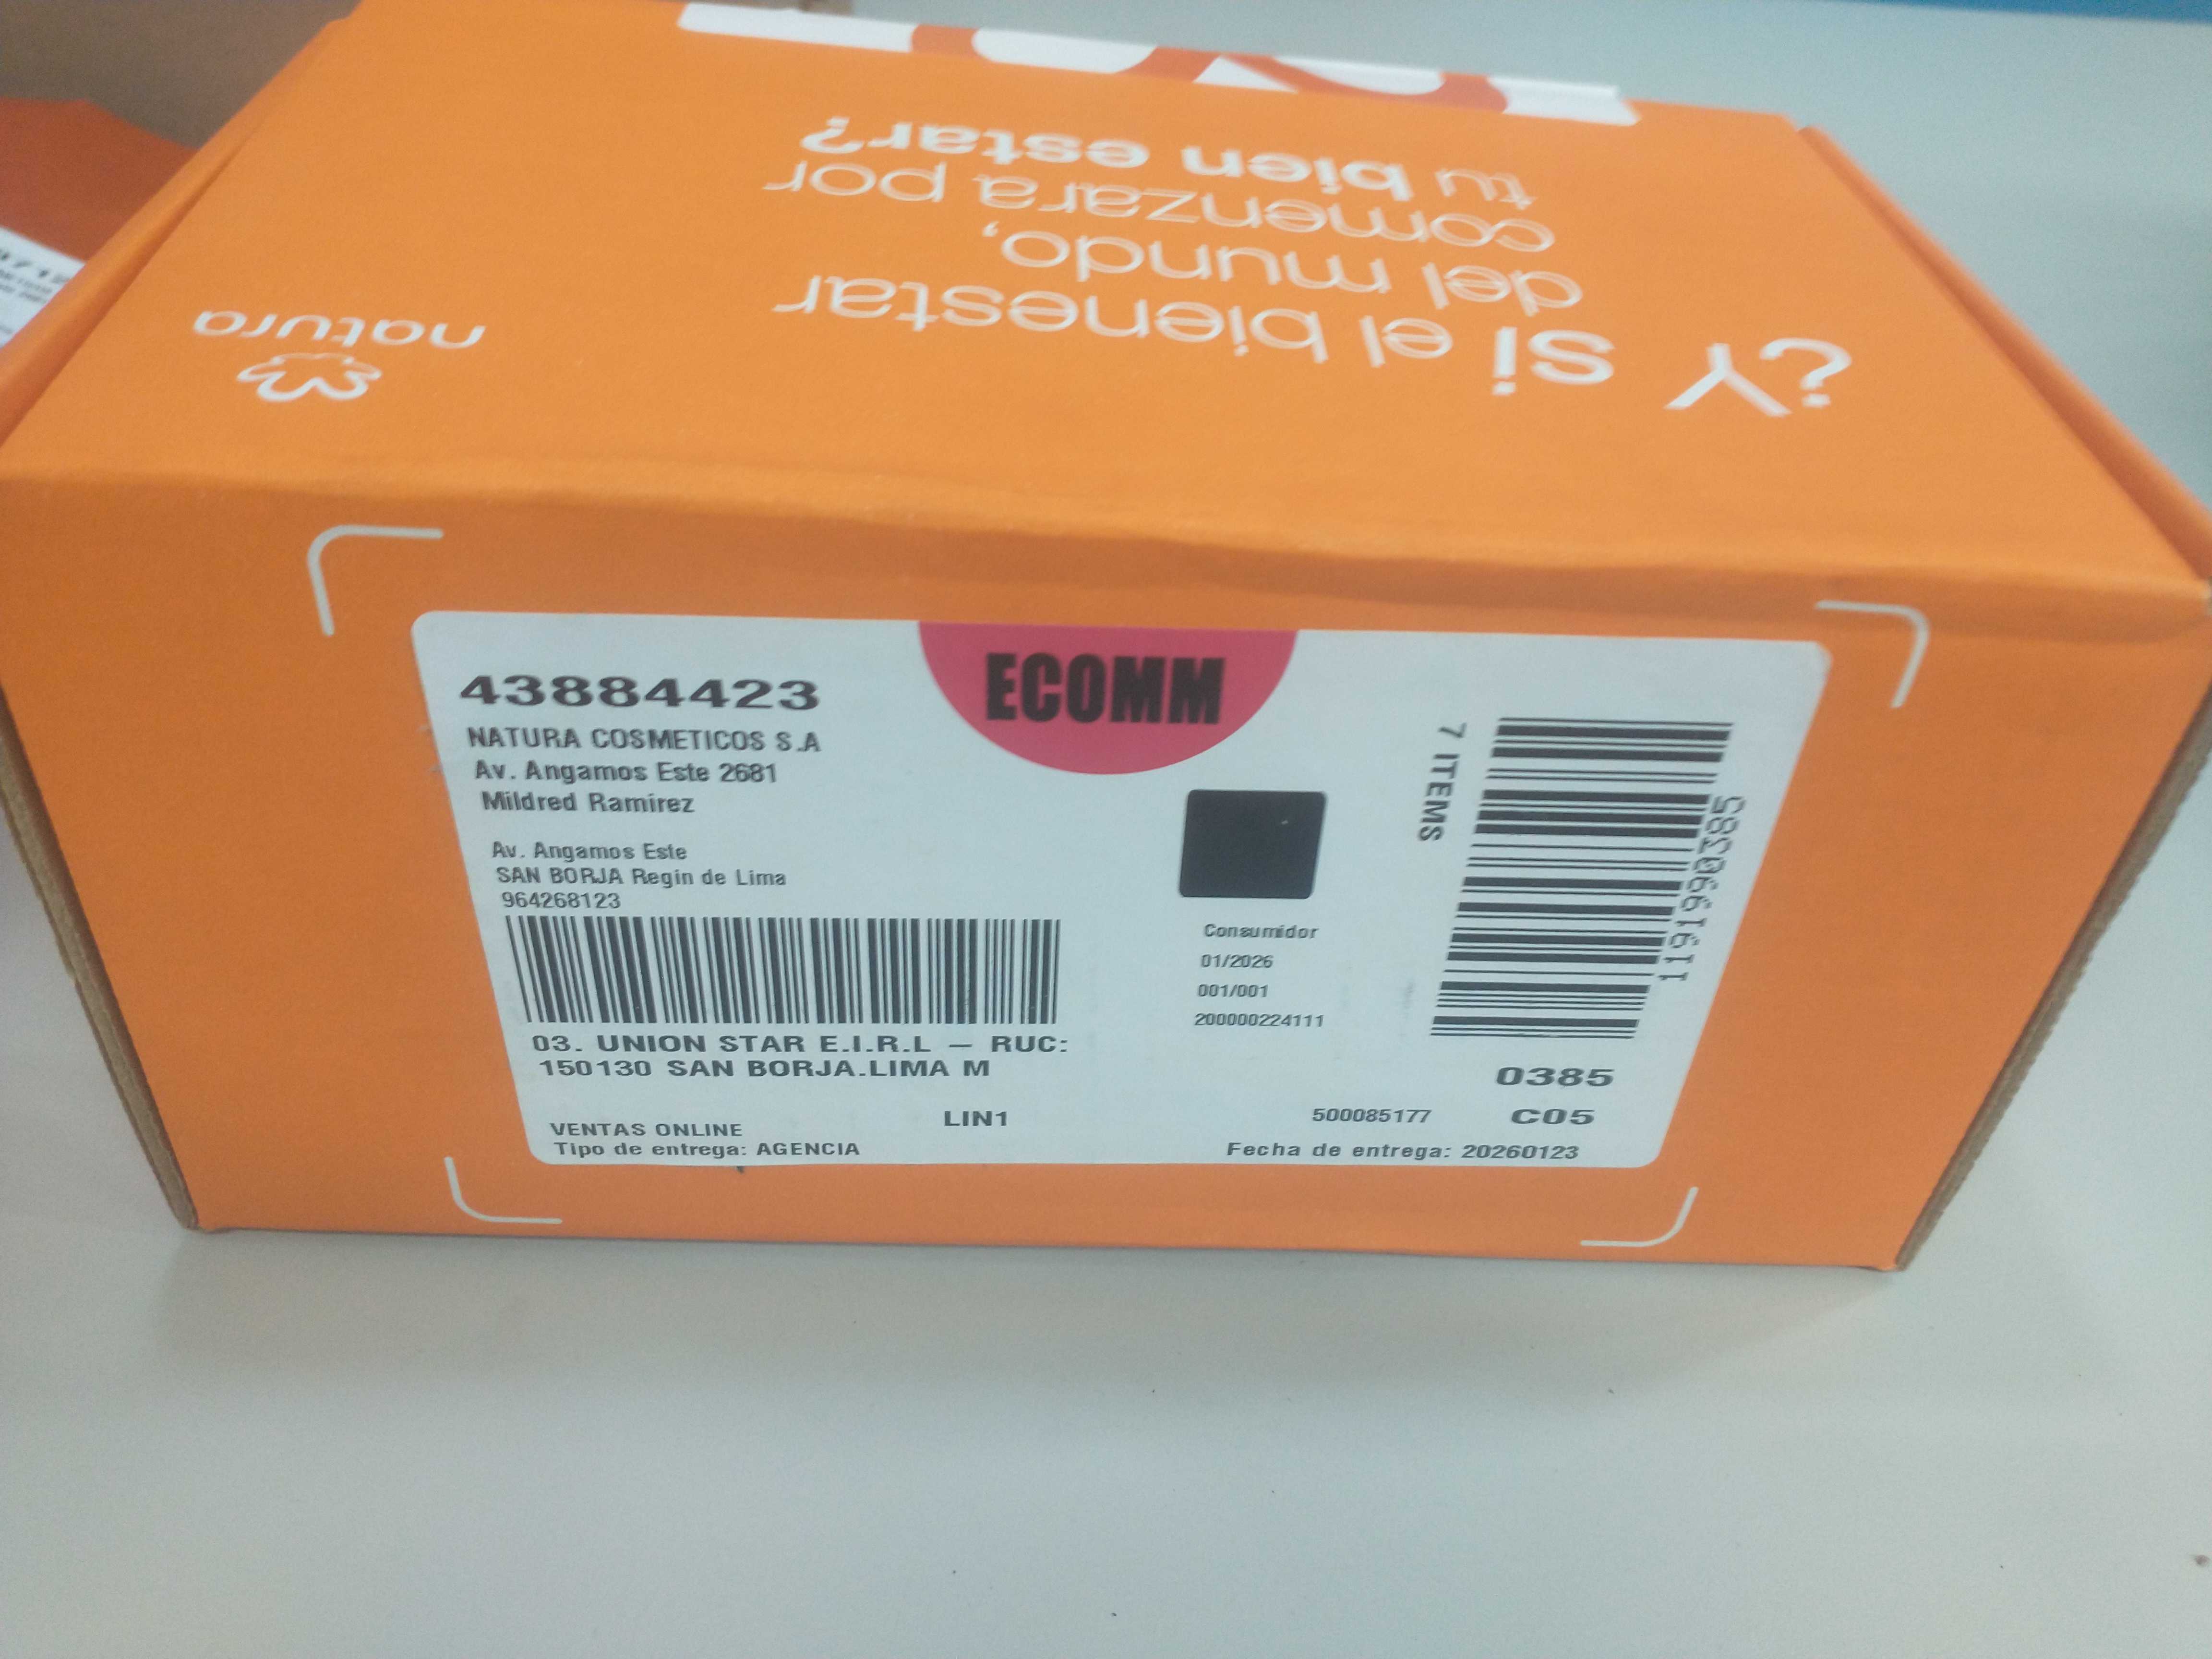 ¿Y si el bienestar
del mundo,
comenzara por
tu bien estar?
natura
ECOMM
43884423
NATURA COSMETICOS S.A
Av. Angamos Este 2681
Mildred Ramirez
Av. Angamos Este
SAN BORJA Regin de Lima
964268123
03. UNION STAR E.I.R.L – RUC:
150130 SAN BORJA.LIMA M
VENTAS ONLINE
Tipo de entrega: AGENCIA
LIN1
Consumidor
01/2026
001/001
200000224111
7 ITEMS
11619960285
0385
500085177
C05
Fecha de entrega: 20260123